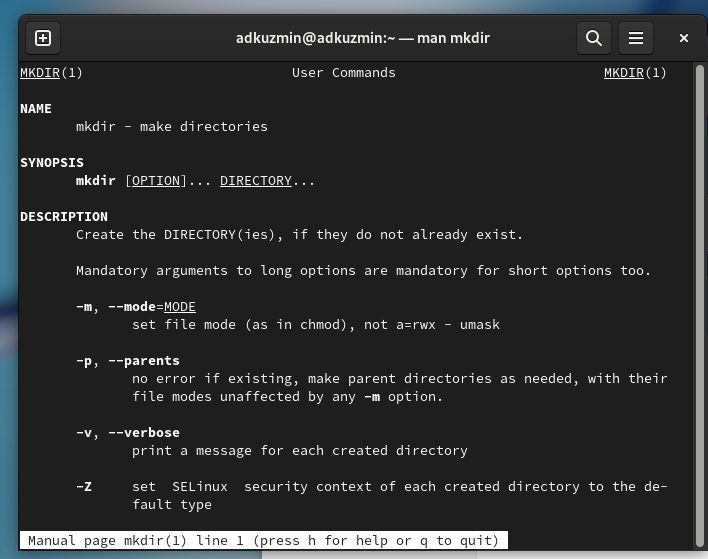 adkuzmin@adkuzmin:~ — man mkdir
MKDIR(1) User Commands MKDIR(1)
NAME
mkdir - make directories
SYNOPSIS
mkdir [OPTION]... DIRECTORY...
DESCRIPTION
Create the DIRECTORY(ies), if they do not already exist.
Mandatory arguments to long options are mandatory for short options too.
-m, --mode=MODE
set file mode (as in chmod), not a=rwx - umask
-p, --parents
no error if existing, make parent directories as needed, with their
file modes unaffected by any -m option.
-v, --verbose
print a message for each created directory
-Z set SELinux security context of each created directory to the de-
fault type
Manual page mkdir(1) line 1 (press h for help or q to quit)